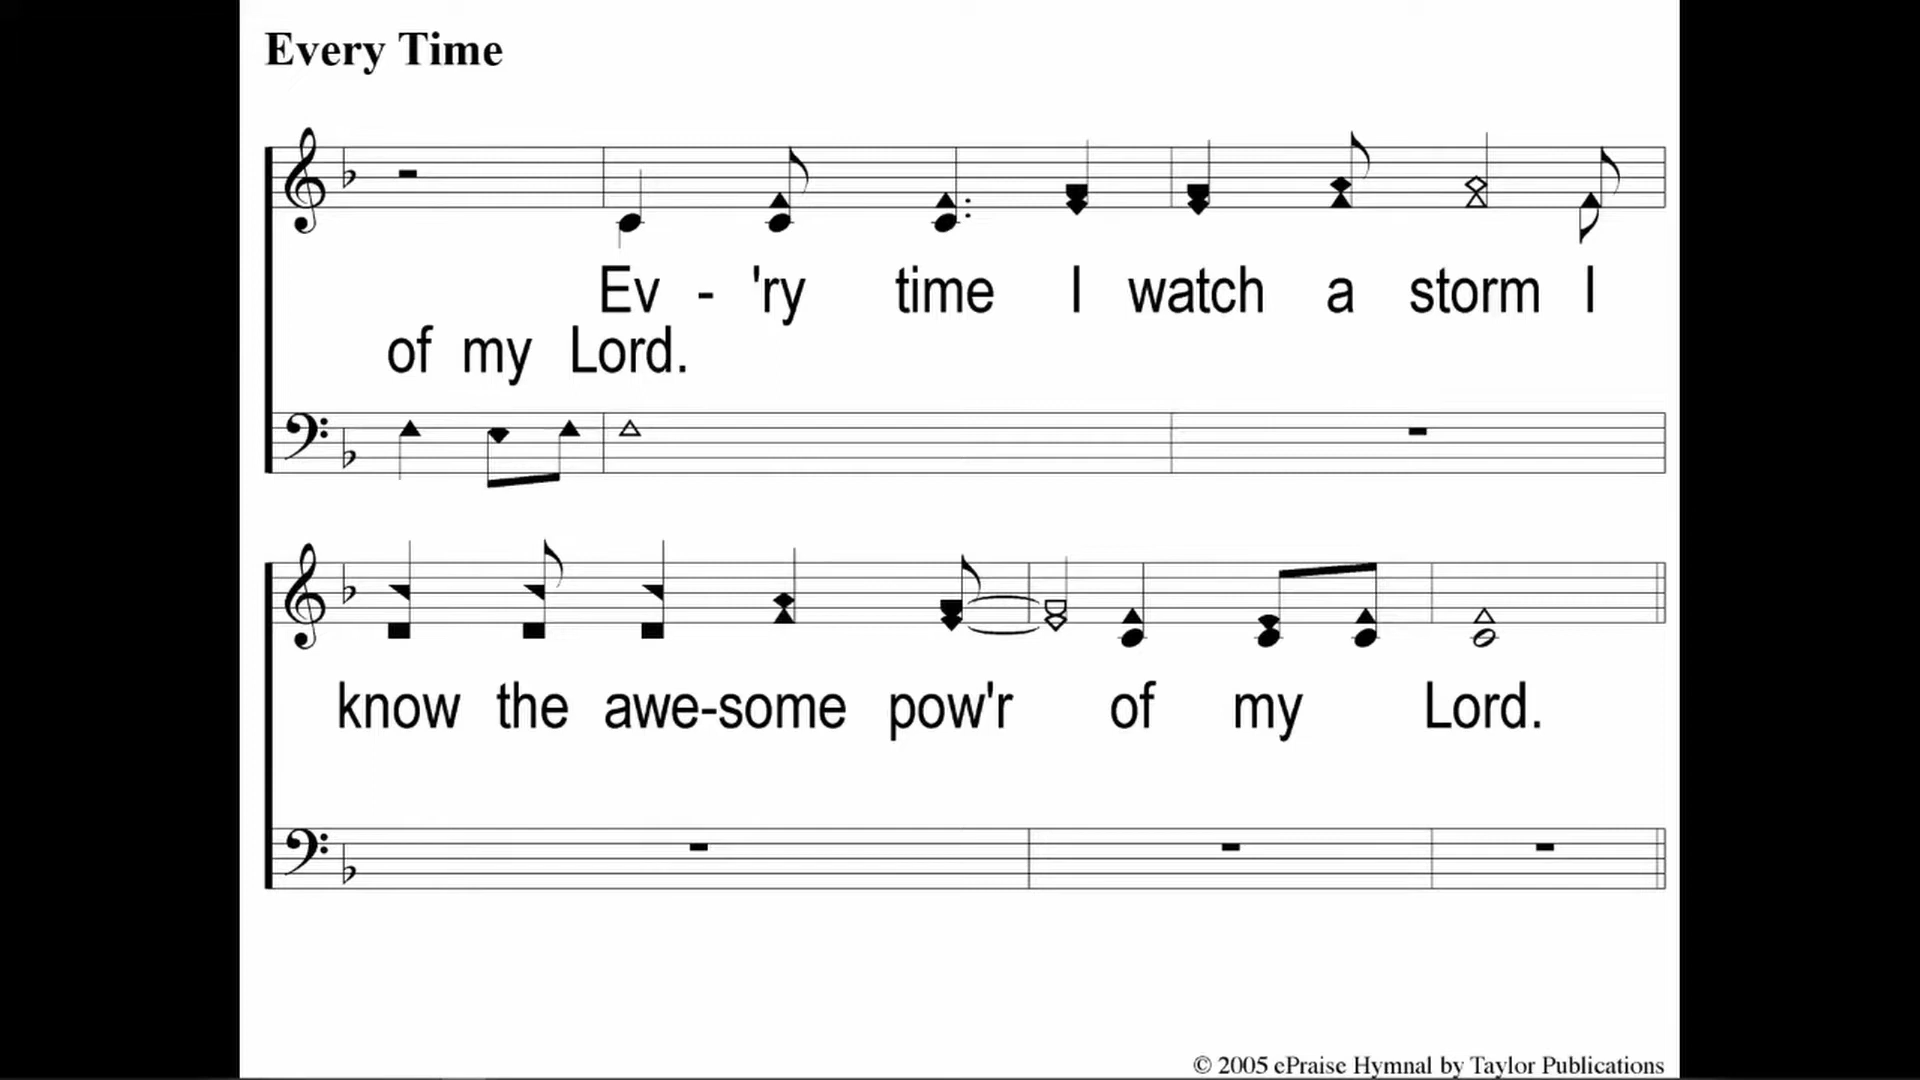 Every Time
Ev - 'ry time I watch a storm I
of my Lord.
know the awe-some pow'r of my Lord.
© 2005 ePraise Hymnal by Taylor Publications